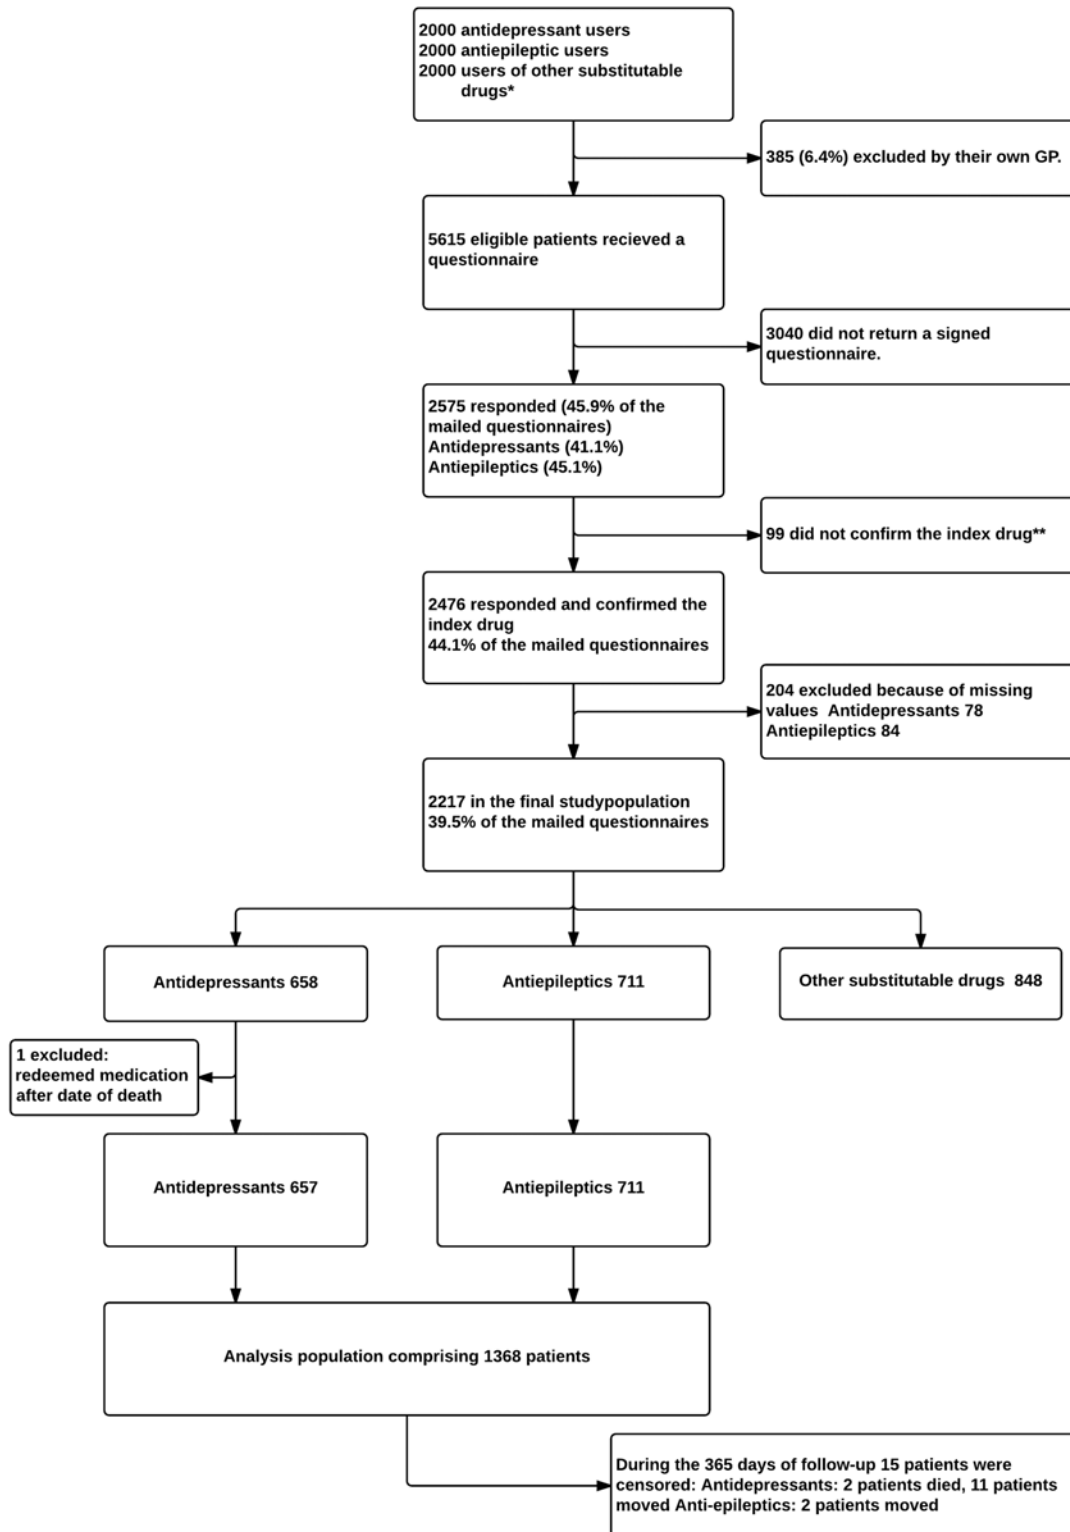 2000 antidepressant users
2000 antiepileptic users
2000 users of other substitutable
drugs*
385 (6.4%) excluded by their own GP.
5615 eligible patients recieved a
questionnaire
3040 did not return a signed
questionnaire.
2575 responded (45.9% of the
mailed questionnaires)
Antidepressants (41.1%)
Antiepileptics (45.1%)
99 did not confirm the index drug**
2476 responded and confirmed the
index drug
44.1% of the mailed questionnaires
204 excluded because of missing
values Antidepressants 78
Antiepileptics 84
2217 in the final studypopulation
39.5% of the mailed questionnaires
Antidepressants 658
Antiepileptics 711
Other substitutable drugs 848
1 excluded:
redeemed medication
after date of death
Antidepressants 657
Antiepileptics 711
Analysis population comprising 1368 patients
During the 365 days of follow-up 15 patients were
censored: Antidepressants: 2 patients died, 11 patients
moved Anti-epileptics: 2 patients moved